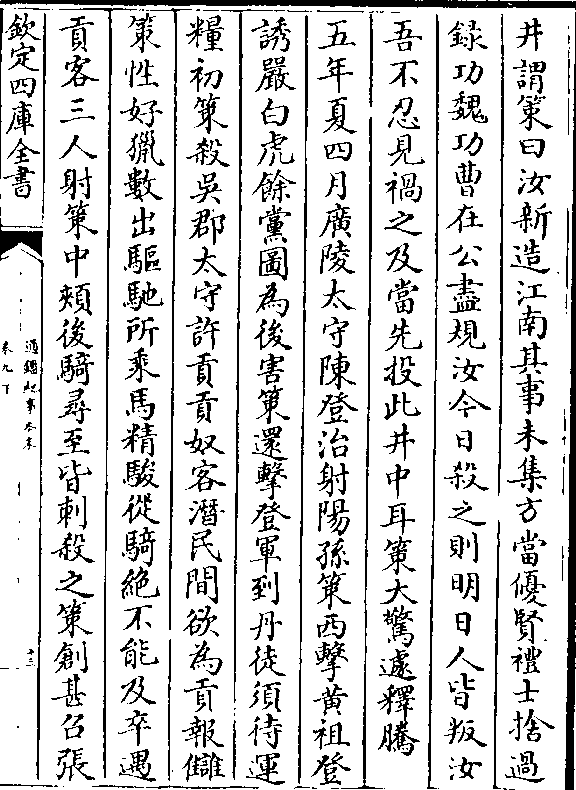 井謂策曰汝新造江南其事未集方當優賢禮士捨過
録功魏功曹在公盡規汝今日殺之則明日人皆叛汝
吾不忍見禍之及當先投此井中耳策大驚遽釋騰
五年夏四月廣陵太守陳登治射陽孫策西擊黄祖登
誘嚴白虎餘黨圖為後害策還擊登軍到丹徒須待運
糧初策殺吳郡太守許貢貢奴客潛民間欲為貢報讎
策性好獵數出驅馳所乘馬精駿從騎絶不能及卒遇
貢客三人射策中頰後騎尋至皆刺殺之策創甚召張
欽定四庫全書
通鑑紀事本末
卷九下
十三